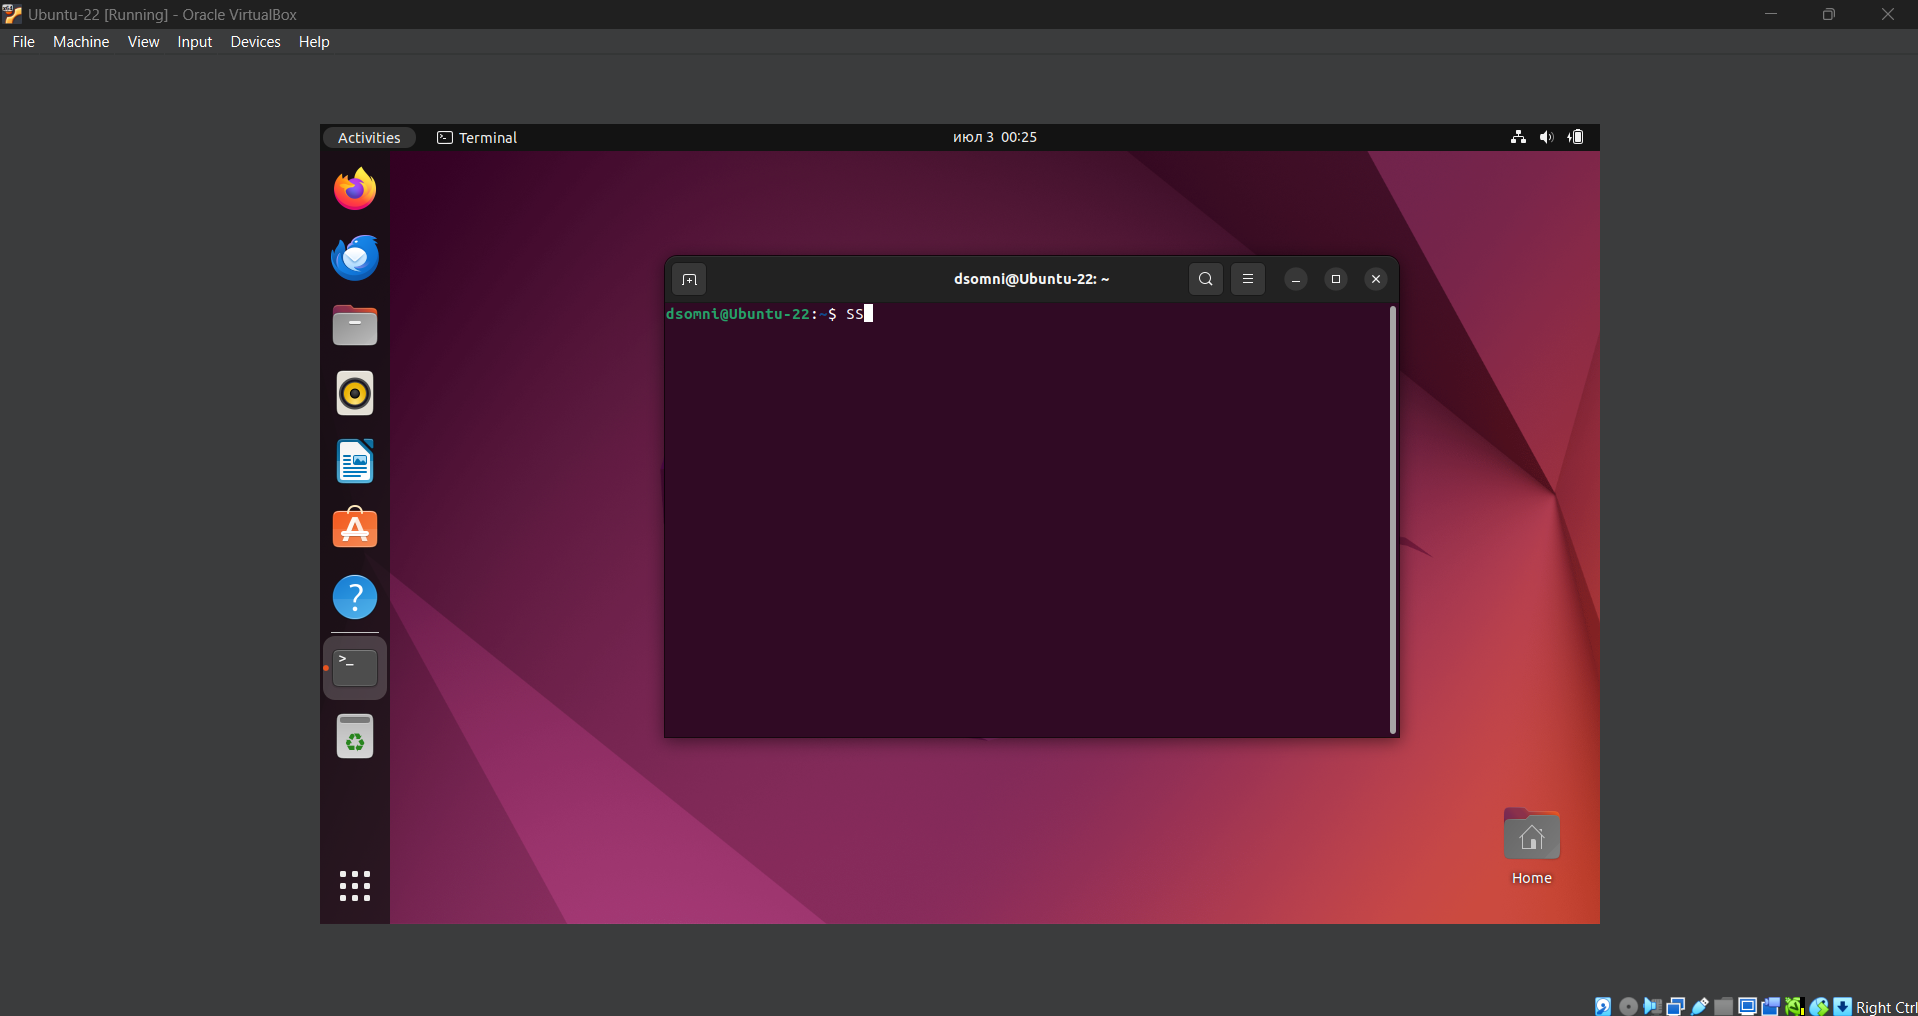 Ubuntu-22 [Running] - Oracle VirtualBox
File Machine View Input Devices Help
Activities Terminal июл 3 00:25
dsomni@Ubuntu-22: ~
dsomni@Ubuntu-22:~$ SS
Home
Right Ctrl